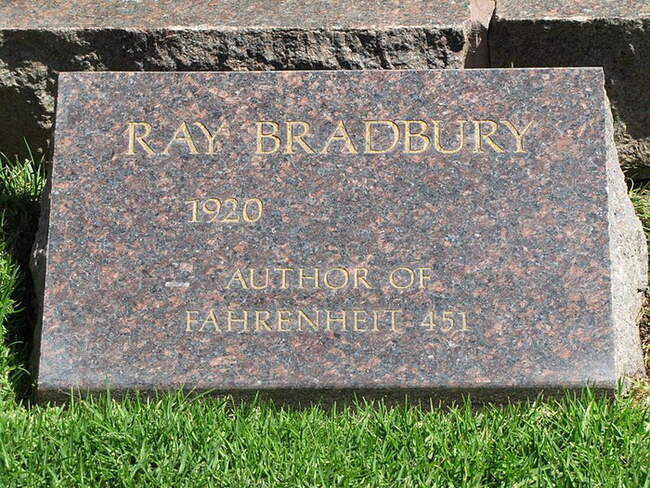 RAY BRADBURY
1920
AUTHOR OF
FAHRENHEIT 451